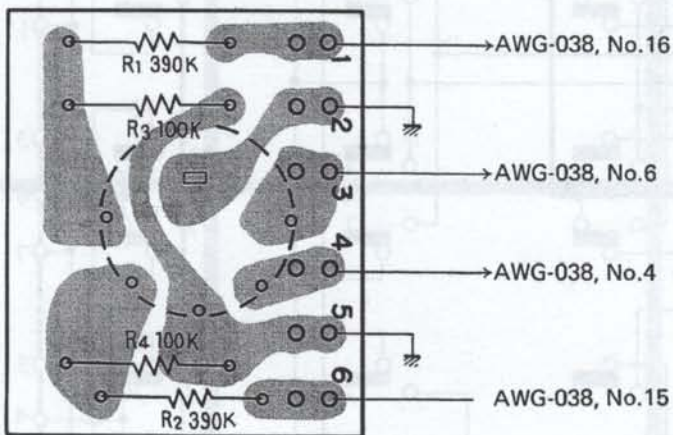 R1 390K
1
AWG-038, No.16
R3 100K
2
3
AWG-038, No.6
4
AWG-038, No.4
R4 100K
5
6
R2 390K
AWG-038, No.15